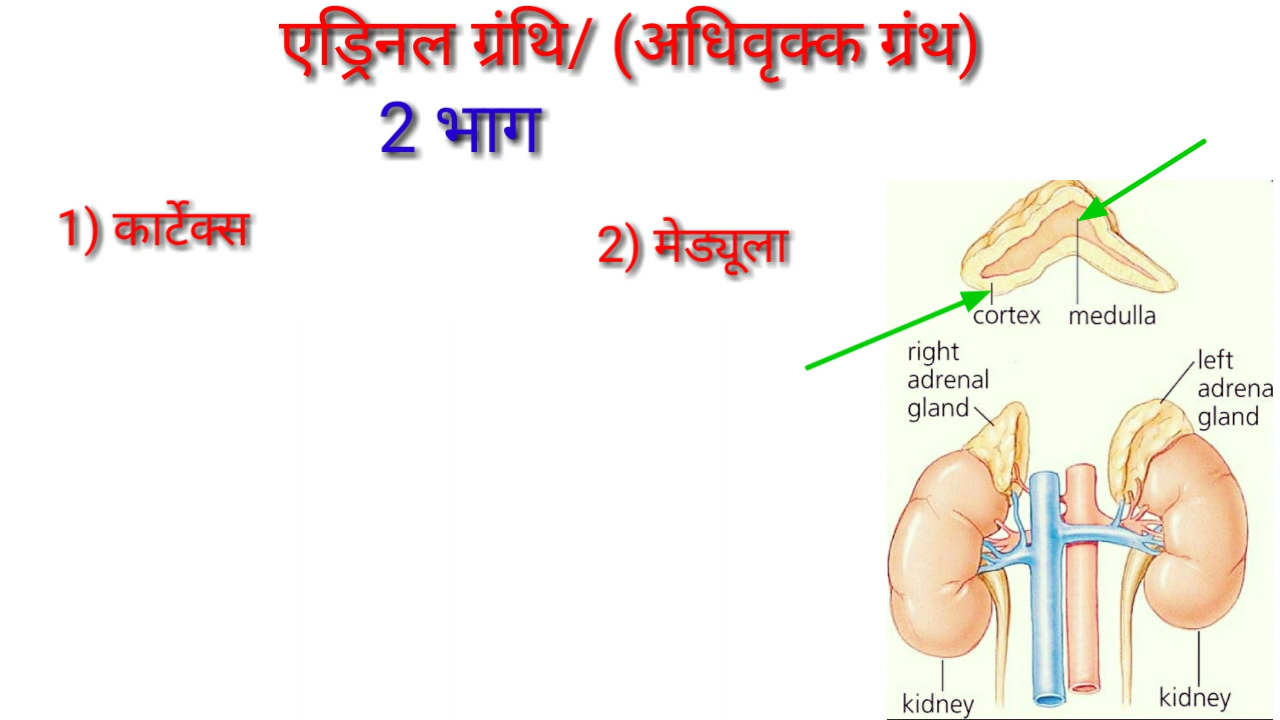 एड्रिनल ग्रंथि/ (अधिवृक्क ग्रंथ)
2 भाग
1) कार्टेक्स
2) मेड्यूला
cortex
medulla
right
adrenal
gland
left
adrena
gland
kidney
kidney